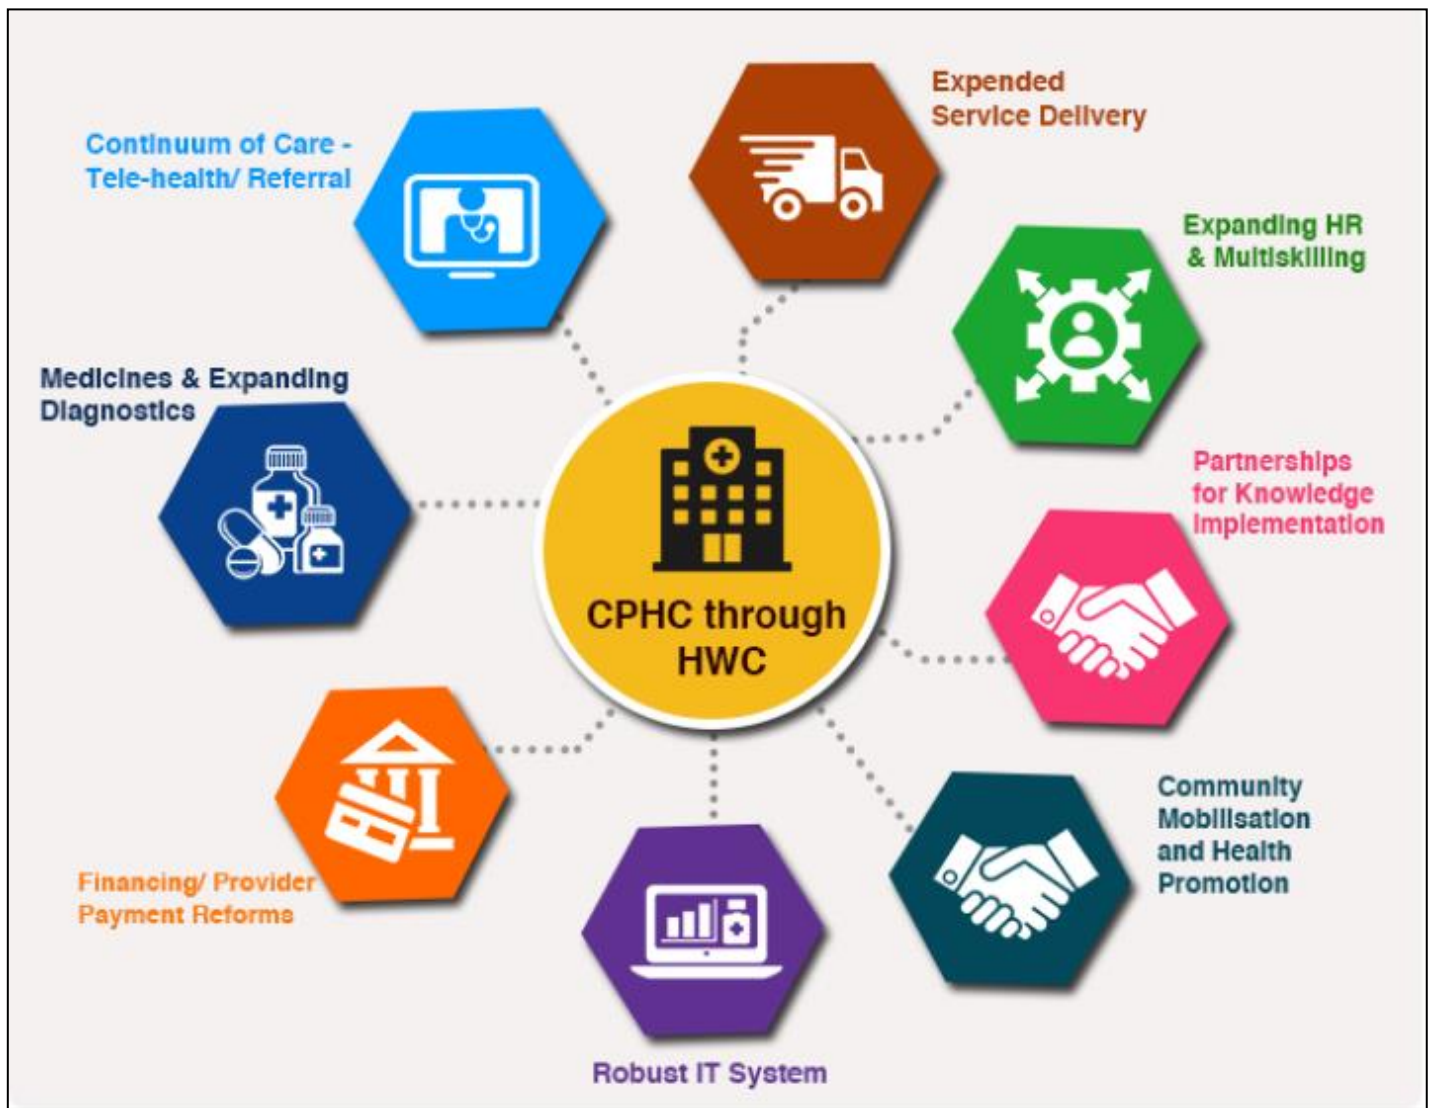 Expended
Service Delivery
Continuum of Care -
Tele-health/ Referral
Expanding HR
& Multiskilling
Medicines & Expanding
Diagnostics
Partnerships
for Knowledge
Implementation
CPHC through
HWC
Community
Mobilisation
and Health
Promotion
Financing/ Provider
Payment Reforms
Robust IT System